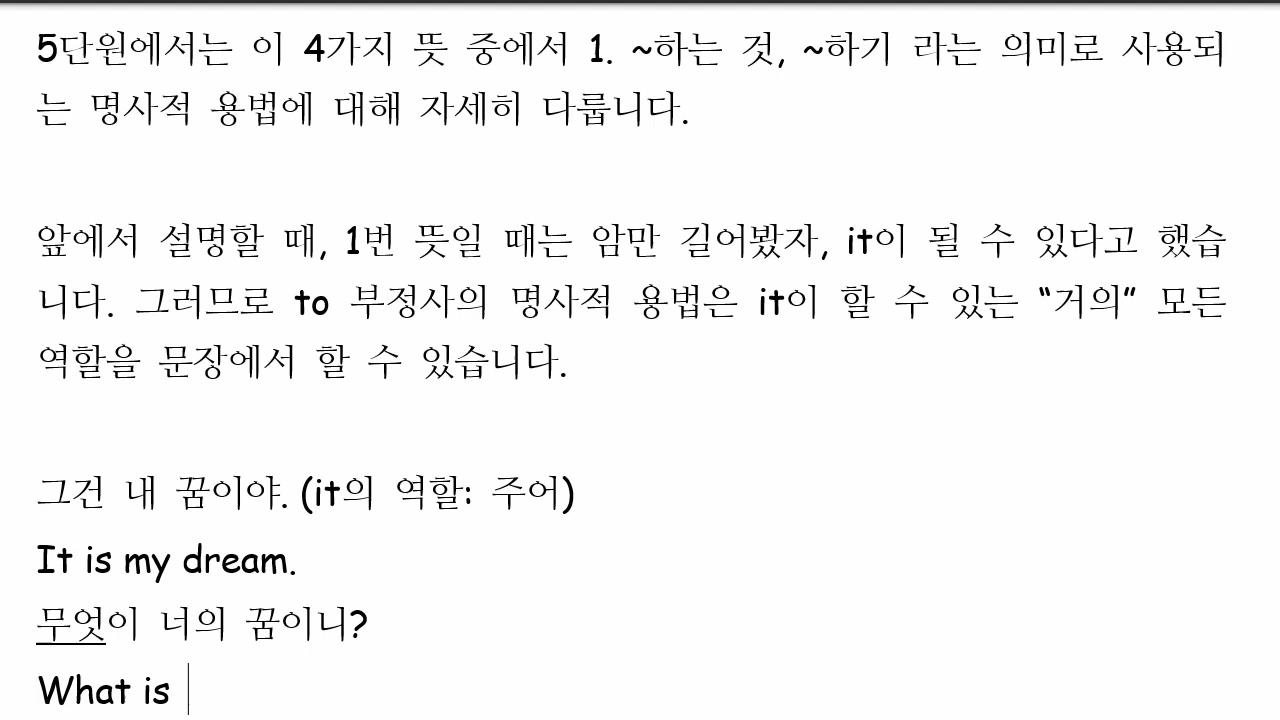 5단원에서는 이 4가지 뜻 중에서 1. ~하는 것, ~하기 라는 의미로 사용되
는 명사적 용법에 대해 자세히 다룹니다.
앞에서 설명할 때, 1번 뜻일 때는 암만 길어봤자, it이 될 수 있다고 했습
니다. 그러므로 to 부정사의 명사적 용법은 it이 할 수 있는 “거의” 모든
역할을 문장에서 할 수 있습니다.
그건 내 꿈이야. (it의 역할: 주어)
It is my dream.
무엇이 너의 꿈이니?
What is